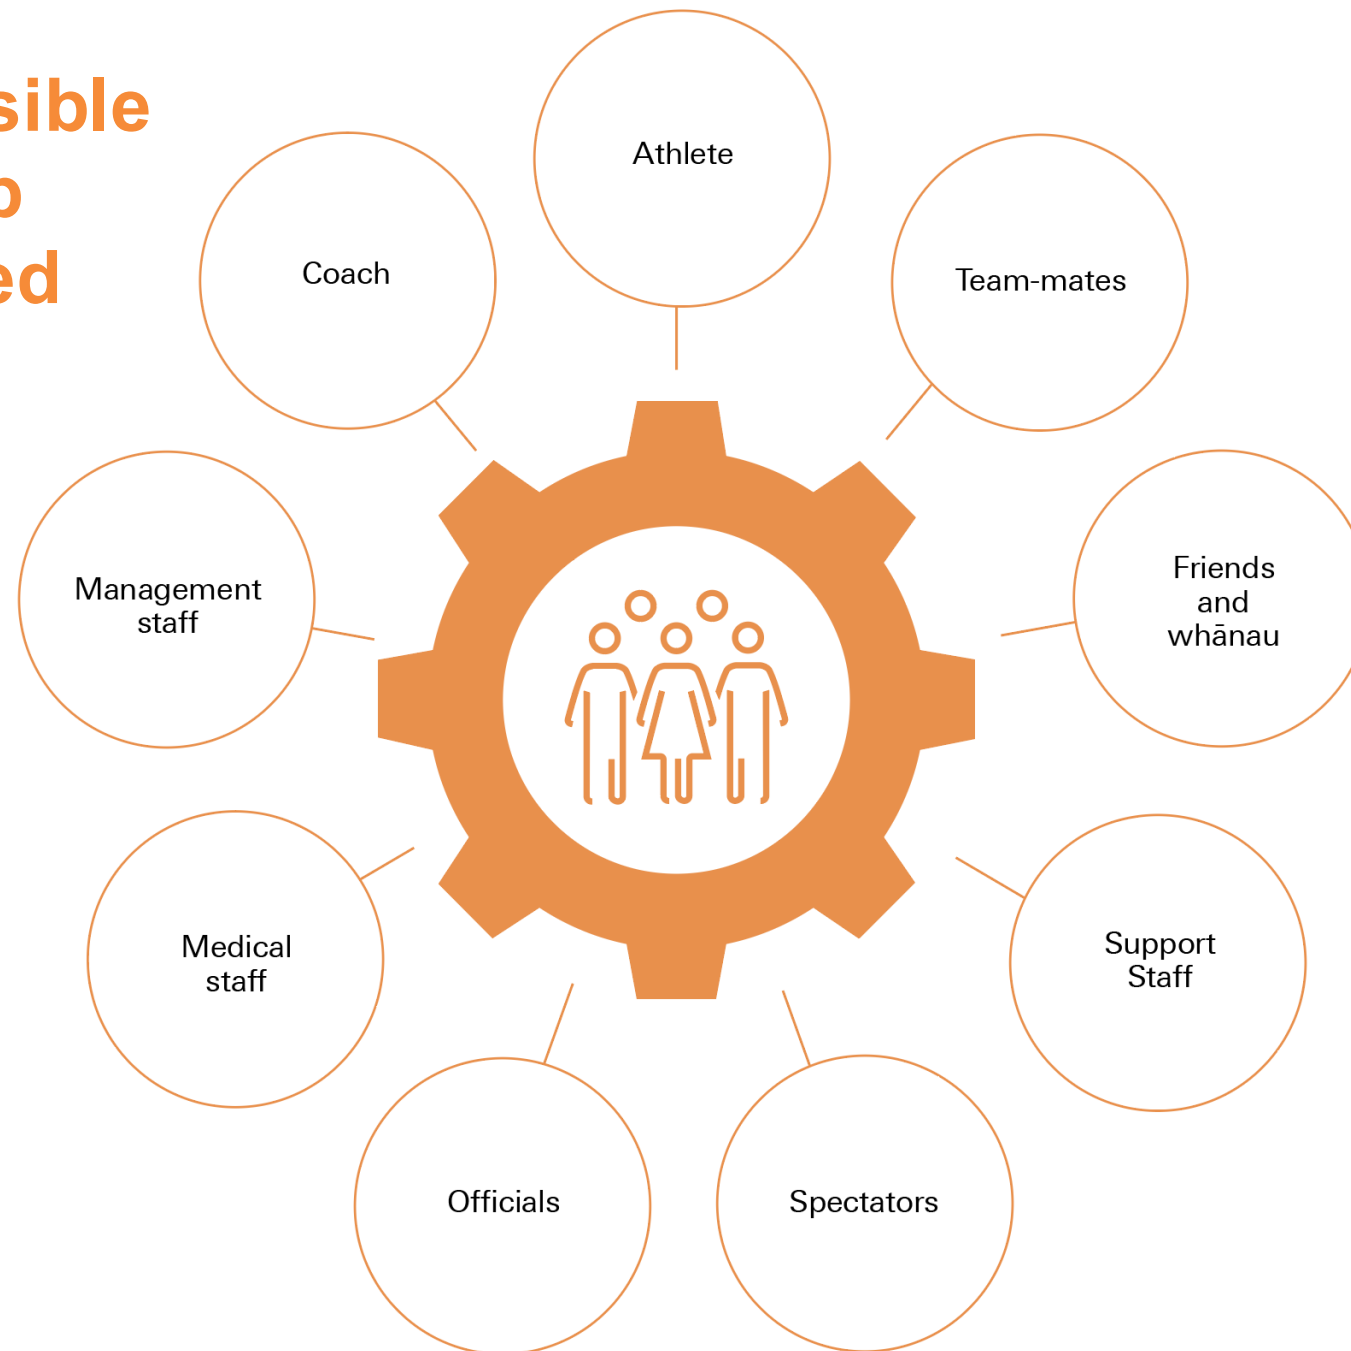 sible
ed
Athlete
Coach
Team-mates
Management
staff
Friends
and
whānau
Medical
staff
Support
Staff
Officials
Spectators